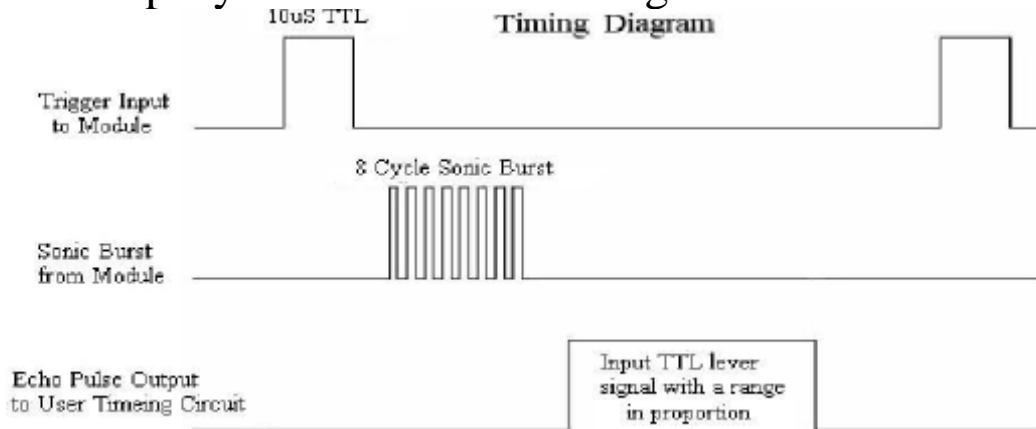 10uS TTL
Timing Diagram
Trigger Input
to Module
8 Cycle Sonic Burst
Sonic Burst
from Module
Echo Pulse Output
to User Timeing Circuit
Input TTL lever
signal with a range
in proportion